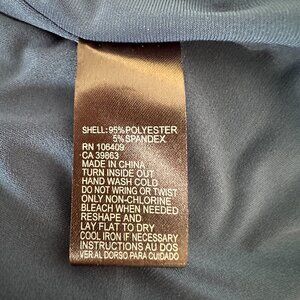 SHELL: 95% POLYESTER
5% SPANDEX
RN 106409
CA 39863
MADE IN CHINA
TURN INSIDE OUT
HAND WASH COLD
DO NOT WRING OR TWIST
ONLY NON-CHLORINE
BLEACH WHEN NEEDED
RESHAPE AND
LAY FLAT TO DRY
COOL IRON IF NECESSARY
INSTRUCTIONS AU DOS
VER AL DORSO PARA CUIDADO